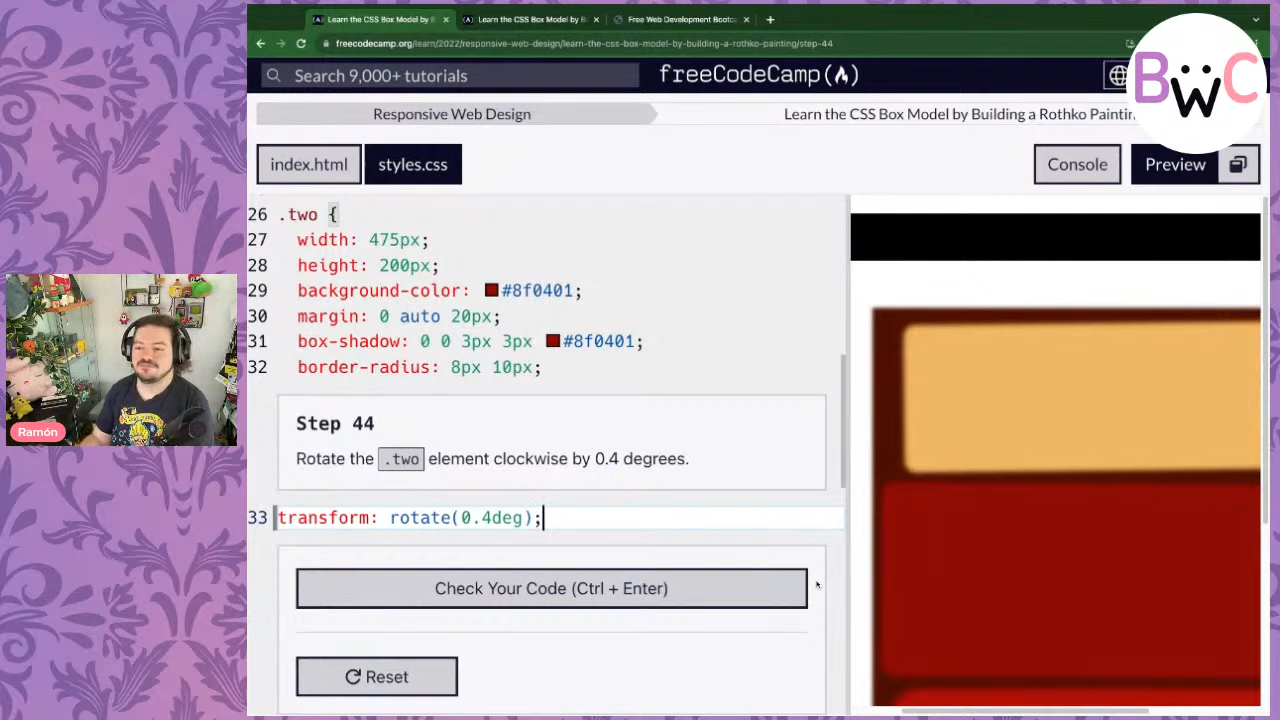 Learn the CSS Box Model by B
Learn the CSS Box Model by B
Free Web Development Bootca
freecodecamp.org/learn/2022/responsive-web-design/learn-the-css-box-model-by-building-a-rothko-painting/step-44
Search 9,000+ tutorials
freeCodeCamp(🔥)
BWC
Responsive Web Design
Learn the CSS Box Model by Building a Rothko Paintin
index.html
styles.css
Console
Preview
26 .two {
27 width: 475px;
28 height: 200px;
29 background-color: #8f0401;
30 margin: 0 auto 20px;
31 box-shadow: 0 0 3px 3px #8f0401;
32 border-radius: 8px 10px;
Step 44
Rotate the .two element clockwise by 0.4 degrees.
33 transform: rotate(0.4deg);
Check Your Code (Ctrl + Enter)
Reset
Ramón